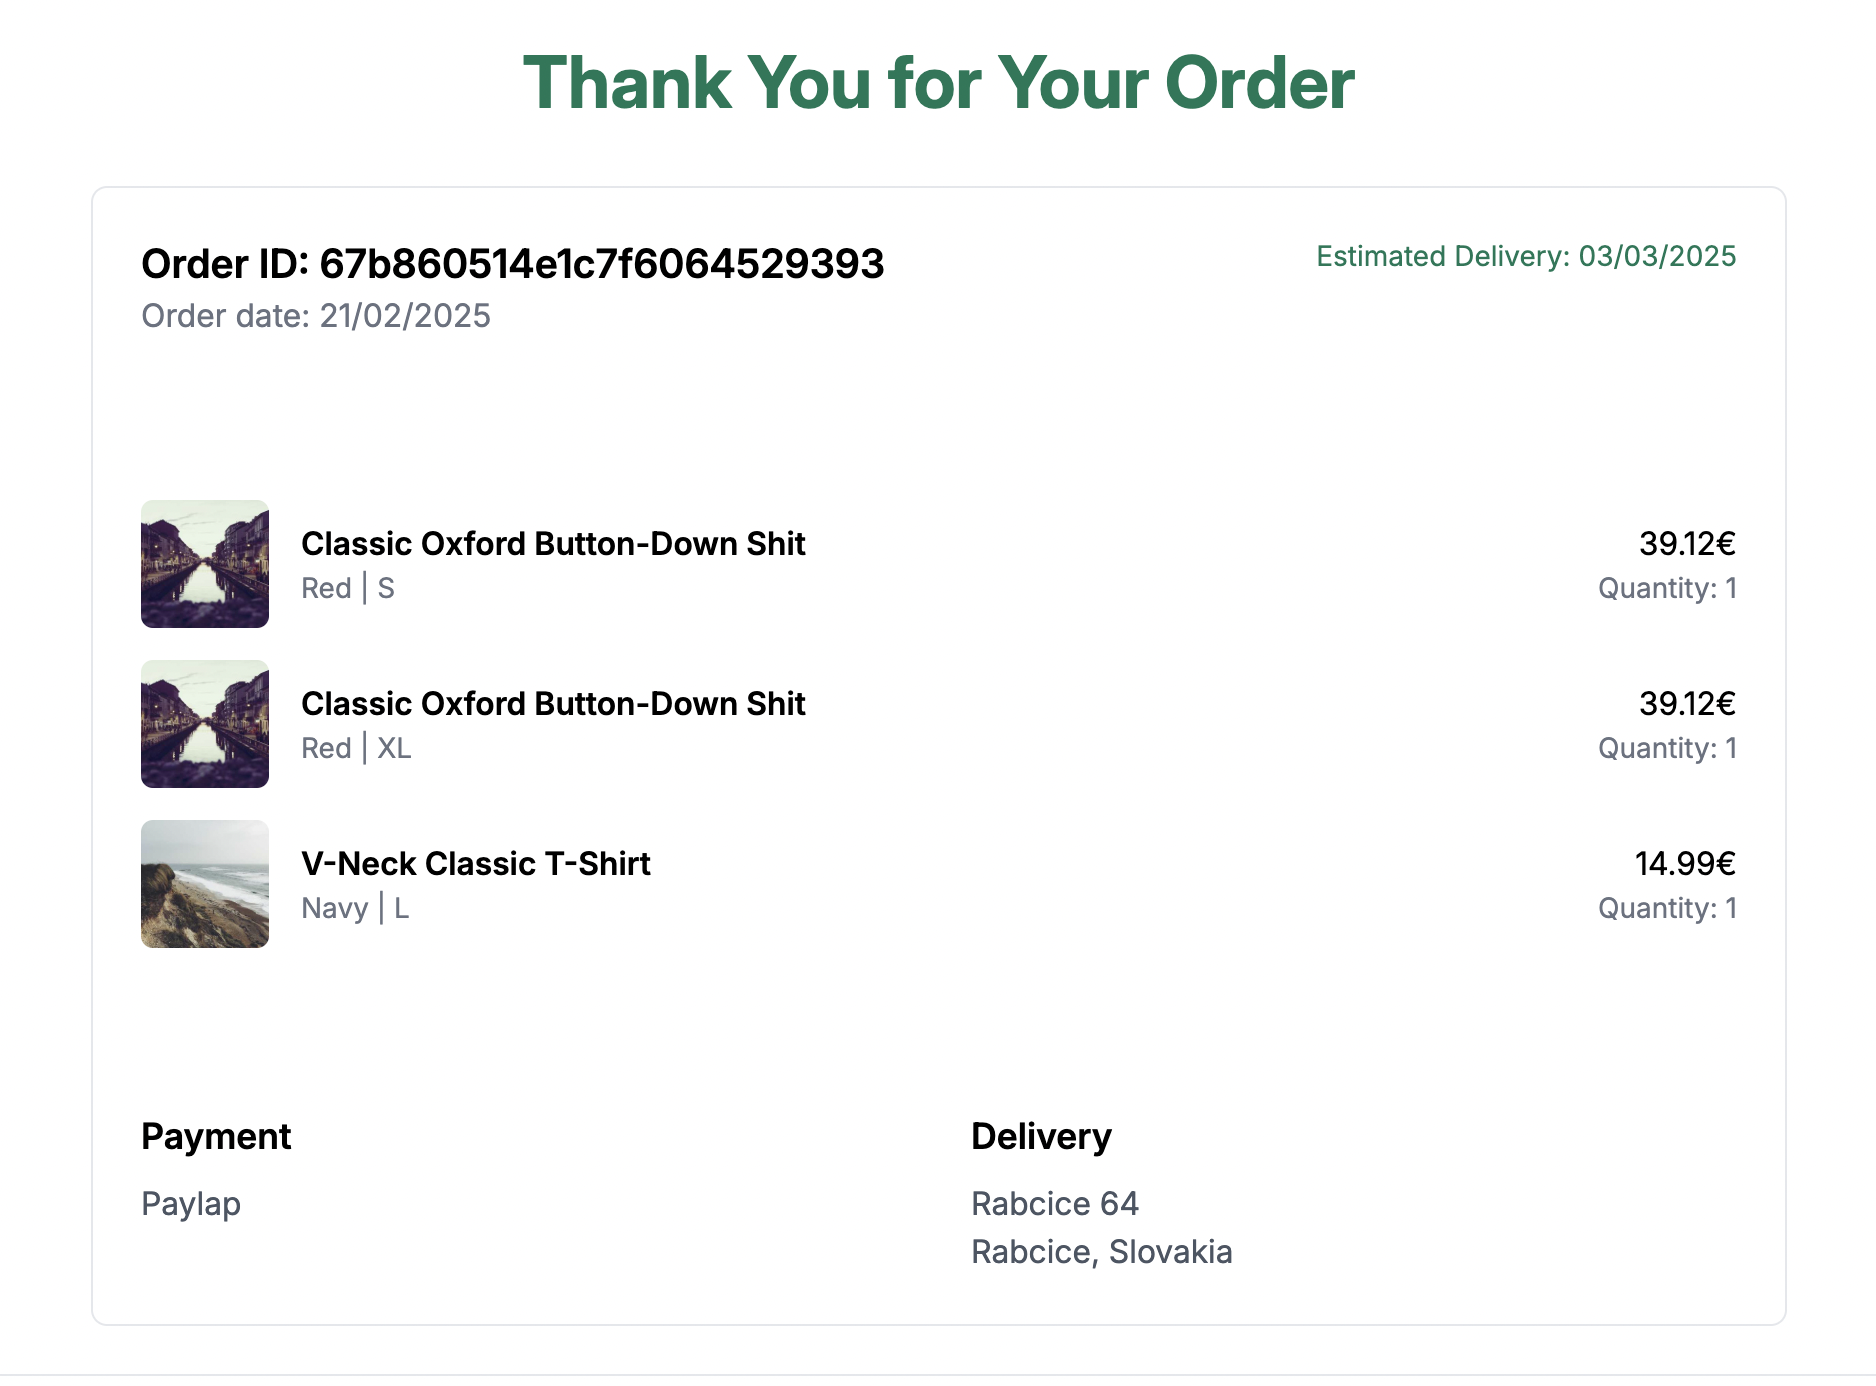 Thank You for Your Order
Order ID: 67b860514e1c7f6064529393
Estimated Delivery: 03/03/2025
Order date: 21/02/2025
Classic Oxford Button-Down Shit
39.12€
Red | S
Quantity: 1
Classic Oxford Button-Down Shit
39.12€
Red | XL
Quantity: 1
V-Neck Classic T-Shirt
14.99€
Navy | L
Quantity: 1
Payment
Paylap
Delivery
Rabcice 64
Rabcice, Slovakia